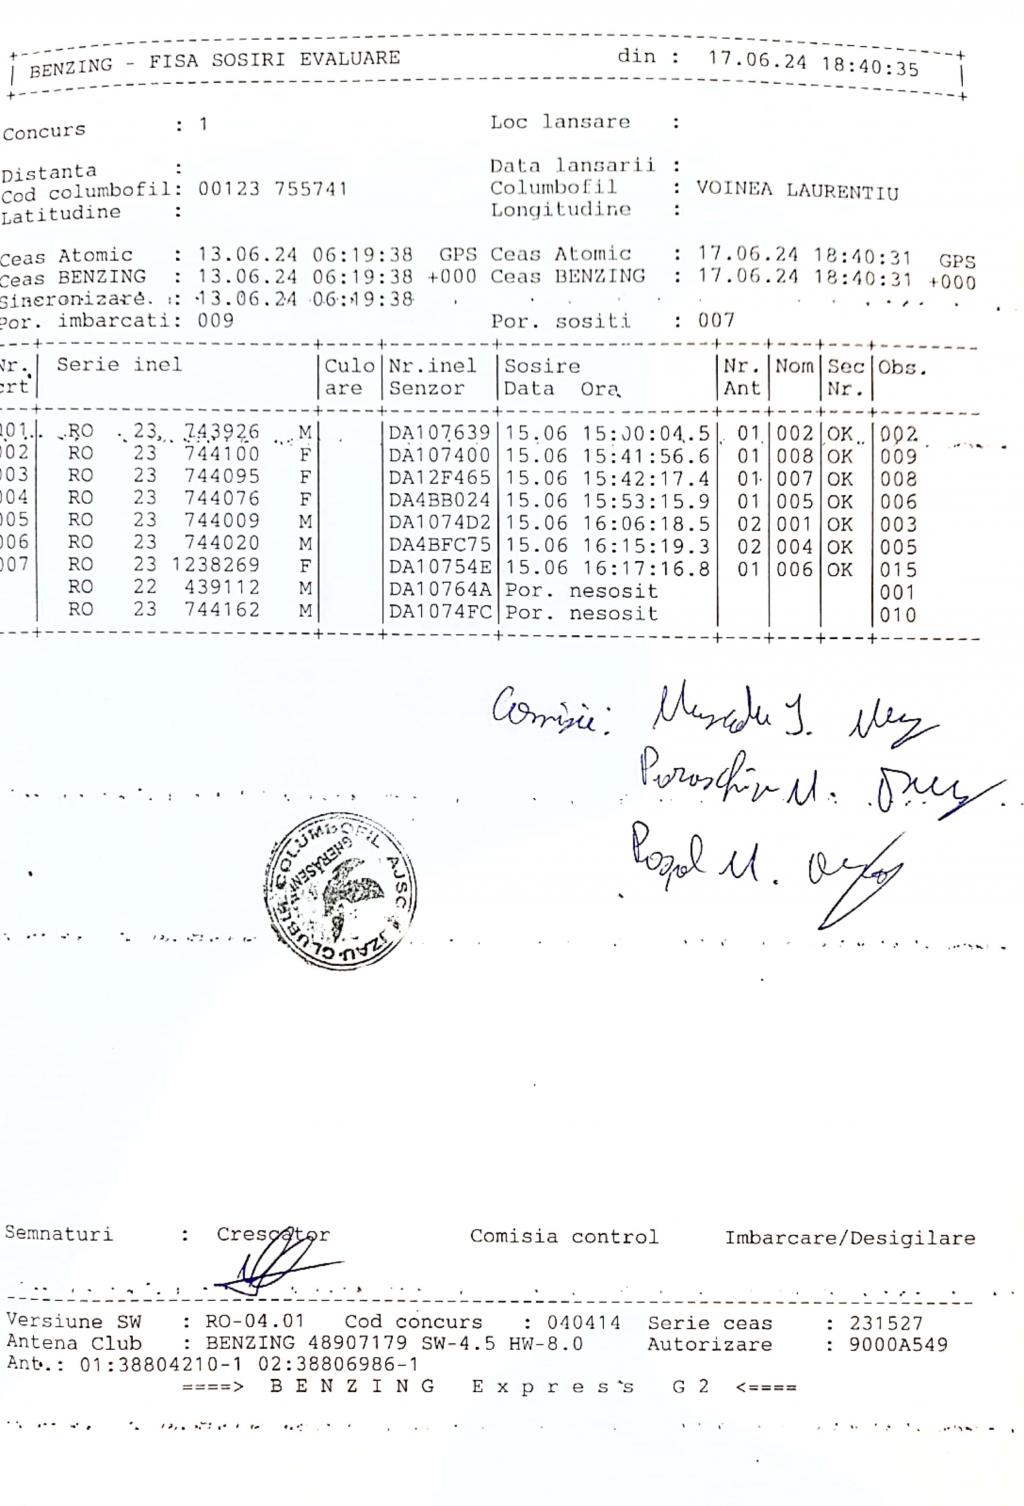 BENZING - FISA SOSIRI EVALUARE din : 17.06.24 18:40:35
Concurs : 1 Loc lansare :
Distanta : Data lansarii :
Cod columbofil: 00123 755741 Columbofil : VOINEA LAURENTIU
Latitudine : Longitudine :
Ceas Atomic : 13.06.24 06:19:38 GPS Ceas Atomic : 17.06.24 18:40:31 GPS
Ceas BENZING : 13.06.24 06:19:38 +000 Ceas BENZING : 17.06.24 18:40:31 +000
Sincronizare. : 13.06.24 06:19:38
Por. imbarcati: 009 Por. sositi : 007
Nr. Serie inel Culo Nr.inel Sosire Nr. Nom Sec Obs.
crt are Senzor Data Ora Ant Nr.
001 RO 23 743926 M DA107639 15.06 15:00:04.5 01 002 OK 002
002 RO 23 744100 F DA107400 15.06 15:41:56.6 01 008 OK 009
003 RO 23 744095 F DA12F465 15.06 15:42:17.4 01 007 OK 008
004 RO 23 744076 F DA4BB024 15.06 15:53:15.9 01 005 OK 006
005 RO 23 744009 M DA1074D2 15.06 16:06:18.5 02 001 OK 003
006 RO 23 744020 M DA4BFC75 15.06 16:15:19.3 02 004 OK 005
007 RO 23 1238269 F DA10754E 15.06 16:17:16.8 01 006 OK 015
RO 22 439112 M DA10764A Por. nesosit 001
RO 23 744162 M DA1074FC Por. nesosit 010
Comisie:
CLUBUL COLUMBOFIL AJSC BUZAU
GHERASENI
Semnaturi : Crescator Comisia control Imbarcare/Desigilare
Versiune SW : RO-04.01 Cod concurs : 040414 Serie ceas : 231527
Antena Club : BENZING 48907179 SW-4.5 HW-8.0 Autorizare : 9000A549
Ant.: 01:38804210-1 02:38806986-1
====> B E N Z I N G E x p r e s s G 2 <====